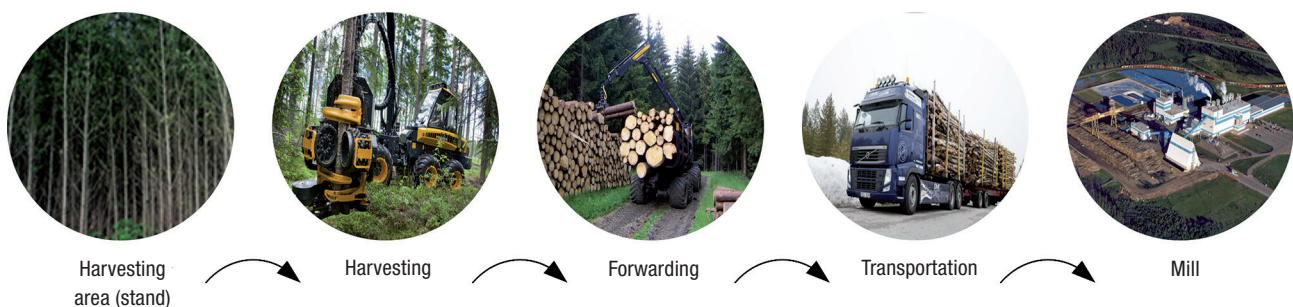 Harvesting
area (stand)
Harvesting
Forwarding
Transportation
Mill